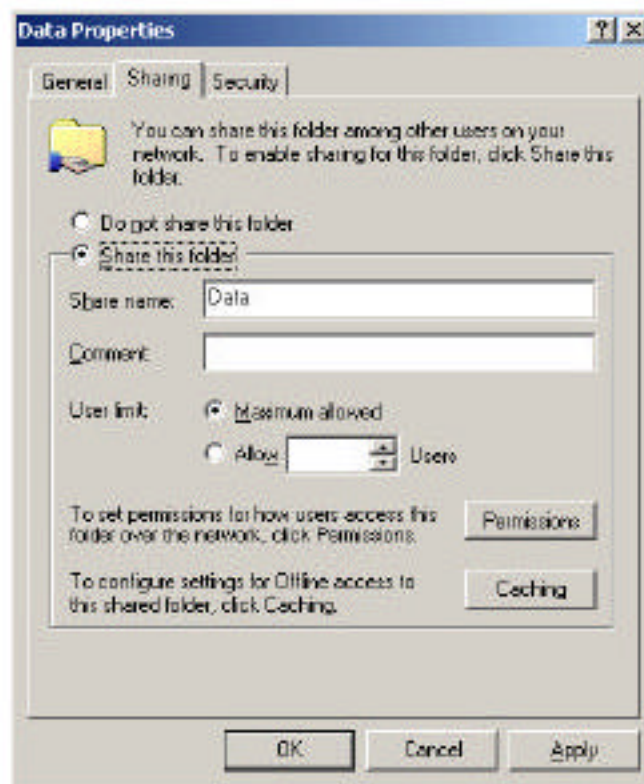 Data Properties
General Sharing Security
You can share this folder among other users on your
network. To enable sharing for this folder, click Share this
folder.
Do not share this folder
Share this folder
Share name: Data
Comment:
User limit: Maximum allowed
Allow Users
To set permissions for how users access this
folder over the network, click Permissions.
Permissions
To configure settings for Offline access to
this shared folder, click Caching.
Caching
OK Cancel Apply